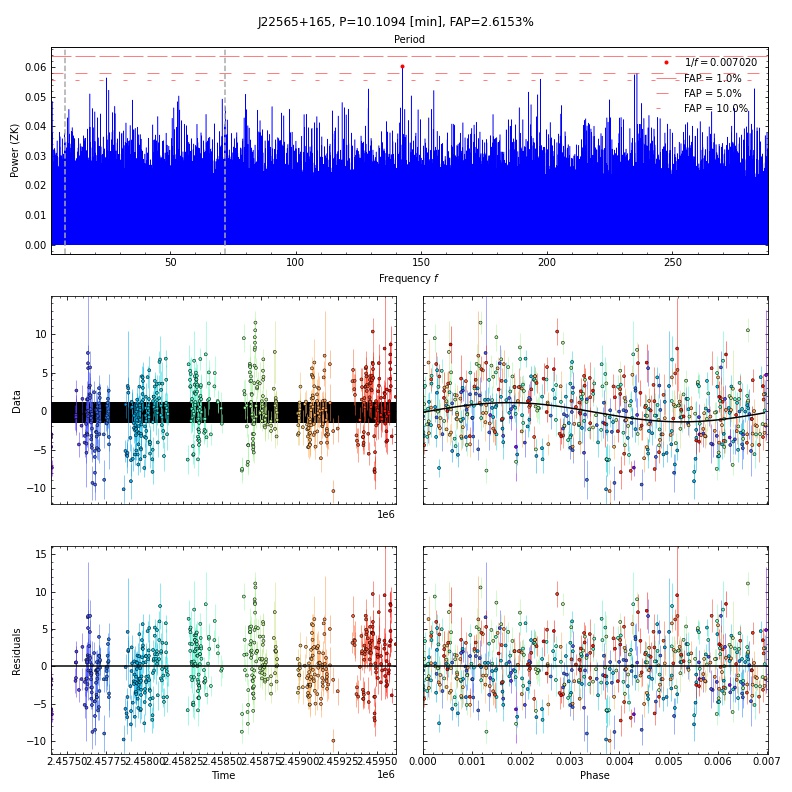 J22565+165, P=10.1094 [min], FAP=2.6153%
Period
0.06
0.05
0.04
0.03
0.02
0.01
0.00
Power (ZK)
1/f = 0.007020
FAP = 1.0%
FAP = 5.0%
FAP = 10.0%
50 100 150 200 250
Frequency f
10
5
0
−5
−10
Data
1e6
15
10
5
0
−5
−10
Residuals
2.45750 2.45775 2.45800 2.45825 2.45850 2.45875 2.45900 2.45925 2.45950
Time
1e6
0.000 0.001 0.002 0.003 0.004 0.005 0.006 0.007
Phase